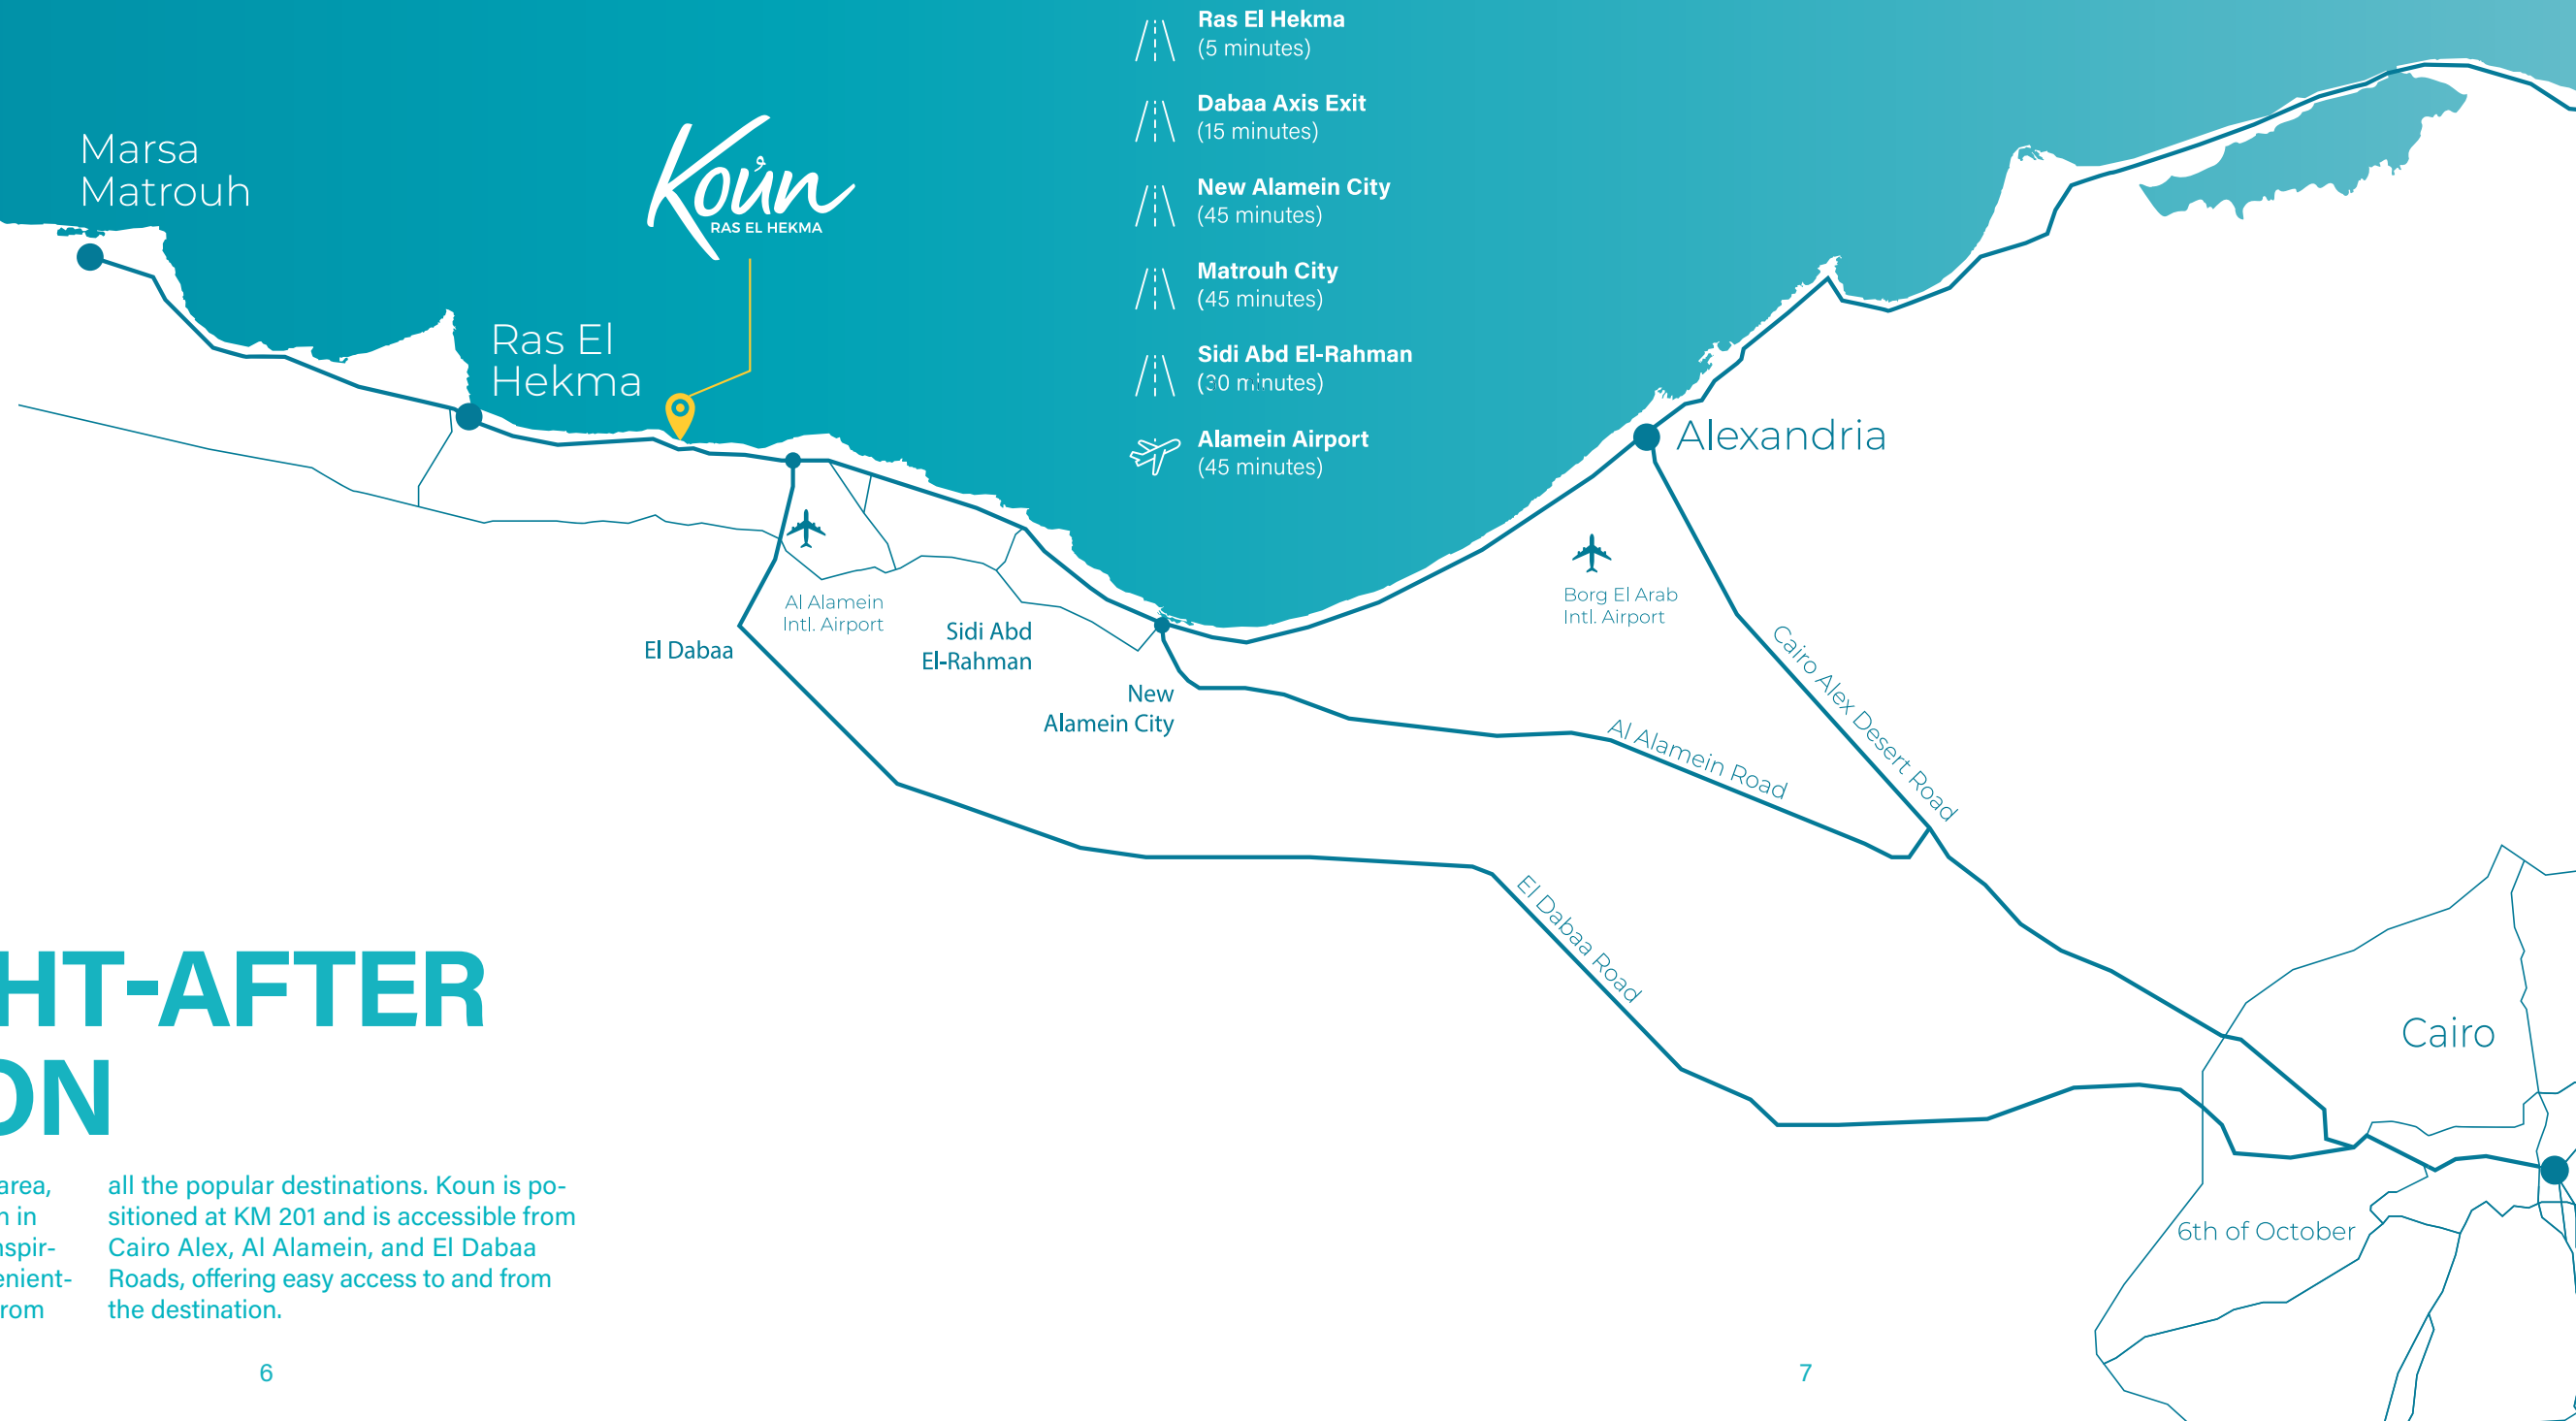 Ras El Hekma
(5 minutes)
Dabaa Axis Exit
(15 minutes)
New Alamein City
(45 minutes)
Matrouh City
(45 minutes)
Sidi Abd El-Rahman
(30 minutes)
Alamein Airport
(45 minutes)
Marsa
Matrouh
Koun
RAS EL HEKMA
Ras El
Hekma
Alexandria
Al Alamein
Intl. Airport
Borg El Arab
Intl. Airport
El Dabaa
Sidi Abd
El-Rahman
New
Alamein City
Cairo Alex Desert Road
Al Alamein Road
El Dabaa Road
Cairo
6th of October
HT-AFTER
ON
area,
n in
nspir-
enient-
rom
all the popular destinations. Koun is po-
sitioned at KM 201 and is accessible from
Cairo Alex, Al Alamein, and El Dabaa
Roads, offering easy access to and from
the destination.
6
7